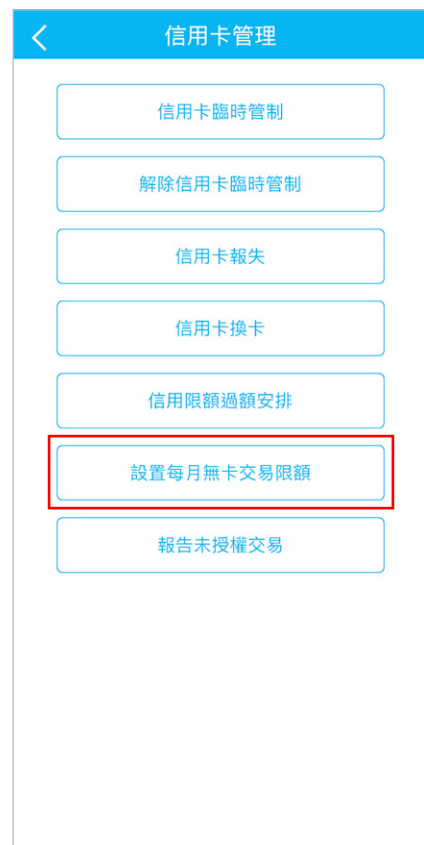 信用卡管理
信用卡臨時管制
解除信用卡臨時管制
信用卡報失
信用卡換卡
信用限額過額安排
設置每月無卡交易限額
報告未授權交易